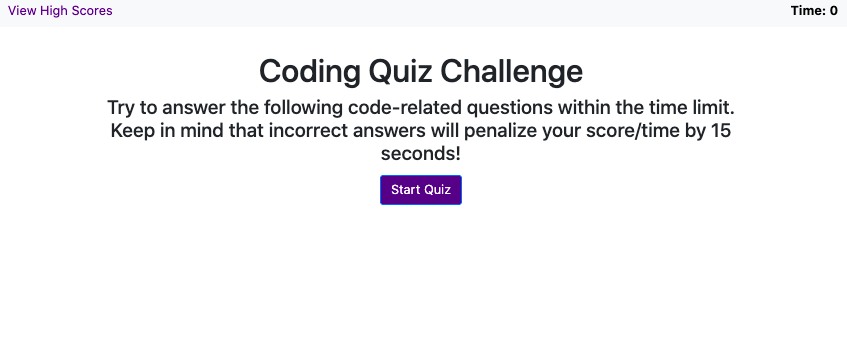 View High Scores
Time: 0
Coding Quiz Challenge
Try to answer the following code-related questions within the time limit.
Keep in mind that incorrect answers will penalize your score/time by 15
seconds!
Start Quiz